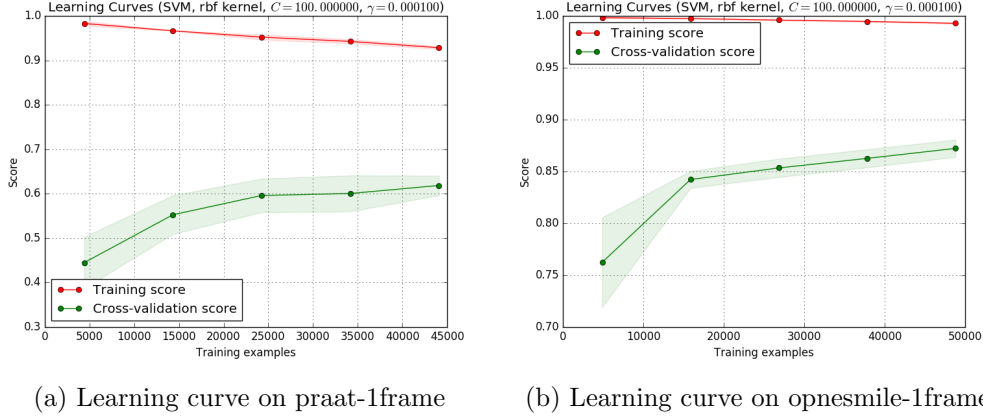 Learning Curves (SVM, rbf kernel, C = 100.000000, γ = 0.000100)
1.0
0.9
0.8
0.7
0.6
0.5
0.4
0.3
Score
Training score
Cross-validation score
0 5000 10000 15000 20000 25000 30000 35000 40000 45000
Training examples
(a) Learning curve on praat-1frame
Learning Curves (SVM, rbf kernel, C = 100.000000, γ = 0.000100)
1.00
0.95
0.90
0.85
0.80
0.75
0.70
Score
Training score
Cross-validation score
0 10000 20000 30000 40000 50000
Training examples
(b) Learning curve on opnesmile-1frame